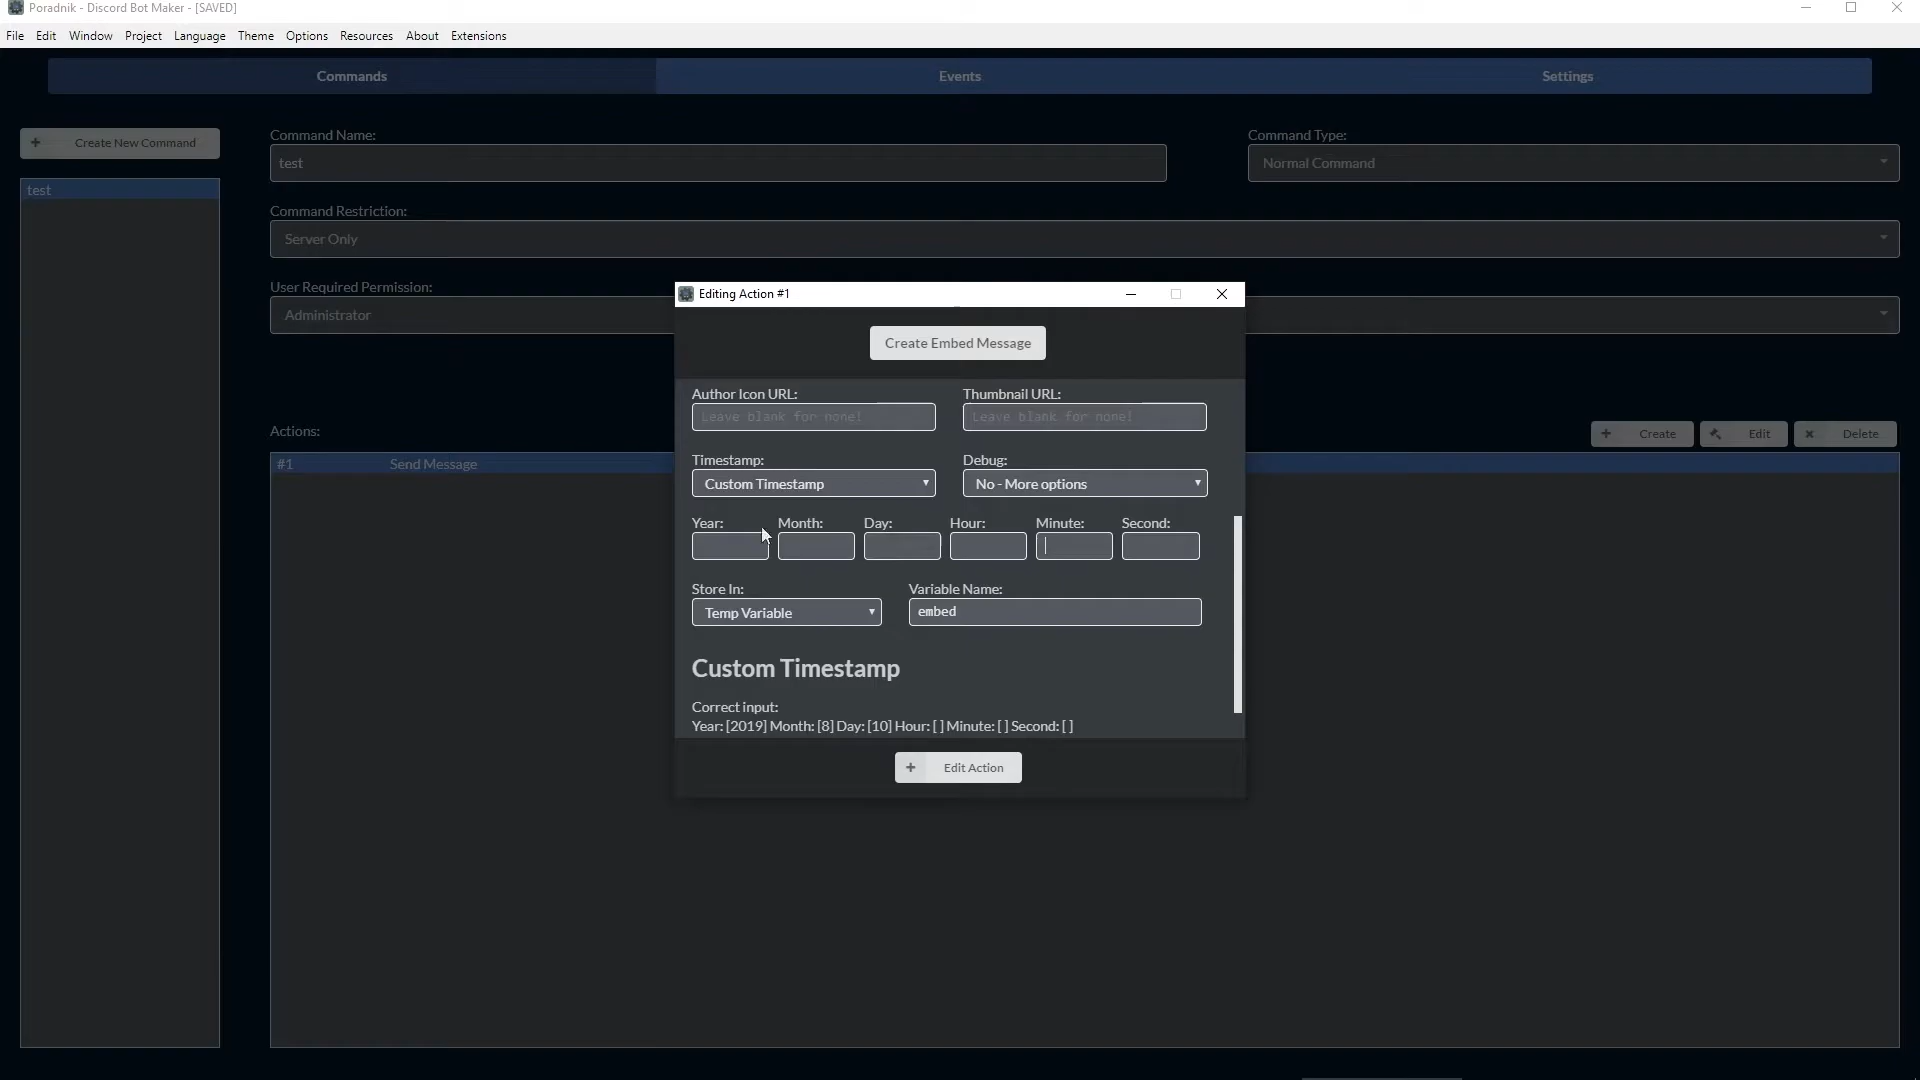 Poradnik - Discord Bot Maker - [SAVED]
File Edit Window Project Language Theme Options Resources About Extensions
Commands Events Settings
Create New Command
Command Name:
Command Type:
test
Normal Command
test
Command Restriction:
Server Only
User Required Permission:
Administrator
Editing Action #1
Create Embed Message
Author Icon URL:
Thumbnail URL:
Leave blank for none!
Leave blank for none!
Actions:
Create
Edit
Delete
#1 Send Message
Timestamp:
Debug:
Custom Timestamp
No - More options
Year: Month: Day: Hour: Minute: Second:
Store In:
Variable Name:
Temp Variable
embed
Custom Timestamp
Correct input:
Year: [2019] Month: [8] Day: [10] Hour: [ ] Minute: [ ] Second: [ ]
Edit Action